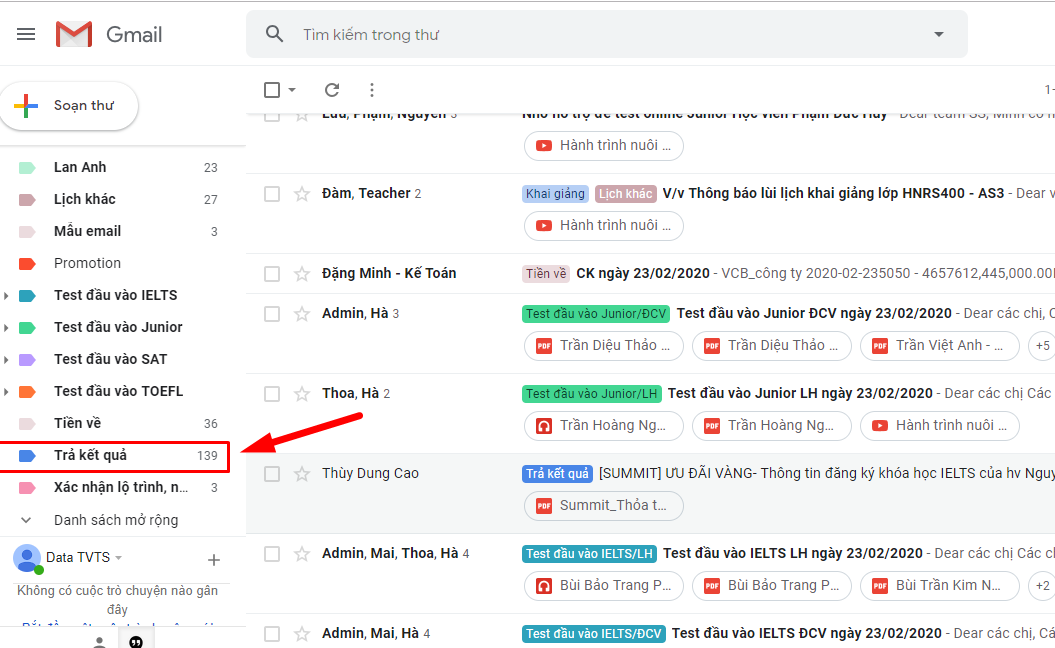 Gmail
Tìm kiếm trong thư
Soạn thư
1-
Lan Anh 23
Lịch khác 27
Mẫu email 3
Promotion
Test đầu vào IELTS
Test đầu vào Junior
Test đầu vào SAT
Test đầu vào TOEFL
Tiền về 36
Trả kết quả 139
Xác nhận lộ trình, n... 3
Danh sách mở rộng
Data TVTS
Không có cuộc trò chuyện nào gần
đây
Lưu, Phạm, Nguyễn 3 Nhờ hỗ trợ đề test online Junior Học viên Phạm Đức Huy - Dear team SS, Mình có
Hành trình nuôi ...
Đàm, Teacher 2 Khai giảng Lịch khác V/v Thông báo lùi lịch khai giảng lớp HNRS400 - AS3 - Dear
Hành trình nuôi ...
Đặng Minh - Kế Toán Tiền về CK ngày 23/02/2020 - VCB_công ty 2020-02-235050 - 4657612,445,000.00
Admin, Hà 3 Test đầu vào Junior/ĐCV Test đầu vào Junior ĐCV ngày 23/02/2020 - Dear các chị,
PDF Trần Diệu Thảo ... PDF Trần Diệu Thảo ... PDF Trần Việt Anh - ... +5
Thoa, Hà 2 Test đầu vào Junior/LH Test đầu vào Junior LH ngày 23/02/2020 - Dear các chị Các
Trần Hoàng Ng... PDF Trần Hoàng Ng... Hành trình nuôi ...
Thùy Dung Cao Trả kết quả [SUMMIT] ƯU ĐÃI VÀNG- Thông tin đăng ký khóa học IELTS của hv Nguy
PDF Summit_Thỏa t...
Admin, Mai, Thoa, Hà 4 Test đầu vào IELTS/LH Test đầu vào IELTS LH ngày 23/02/2020 - Dear các chị Các
Bùi Bảo Trang P... PDF Bùi Bảo Trang P... PDF Bùi Trần Kim N... +2
Admin, Mai, Hà 4 Test đầu vào IELTS/ĐCV Test đầu vào IELTS ĐCV ngày 23/02/2020 - Dear các chị,